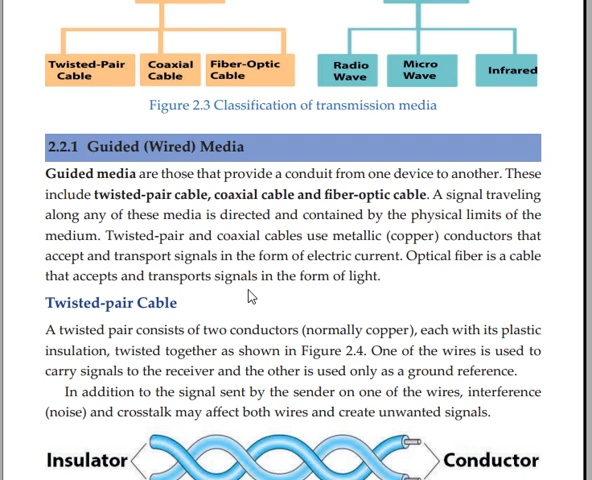 Twisted-Pair Cable
Coaxial Cable
Fiber-Optic Cable
Radio Wave
Micro Wave
Infrared
Figure 2.3 Classification of transmission media
2.2.1 Guided (Wired) Media
Guided media are those that provide a conduit from one device to another. These
include twisted-pair cable, coaxial cable and fiber-optic cable. A signal traveling
along any of these media is directed and contained by the physical limits of the
medium. Twisted-pair and coaxial cables use metallic (copper) conductors that
accept and transport signals in the form of electric current. Optical fiber is a cable
that accepts and transports signals in the form of light.
Twisted-pair Cable
A twisted pair consists of two conductors (normally copper), each with its plastic
insulation, twisted together as shown in Figure 2.4. One of the wires is used to
carry signals to the receiver and the other is used only as a ground reference.
In addition to the signal sent by the sender on one of the wires, interference
(noise) and crosstalk may affect both wires and create unwanted signals.
Insulator
Conductor